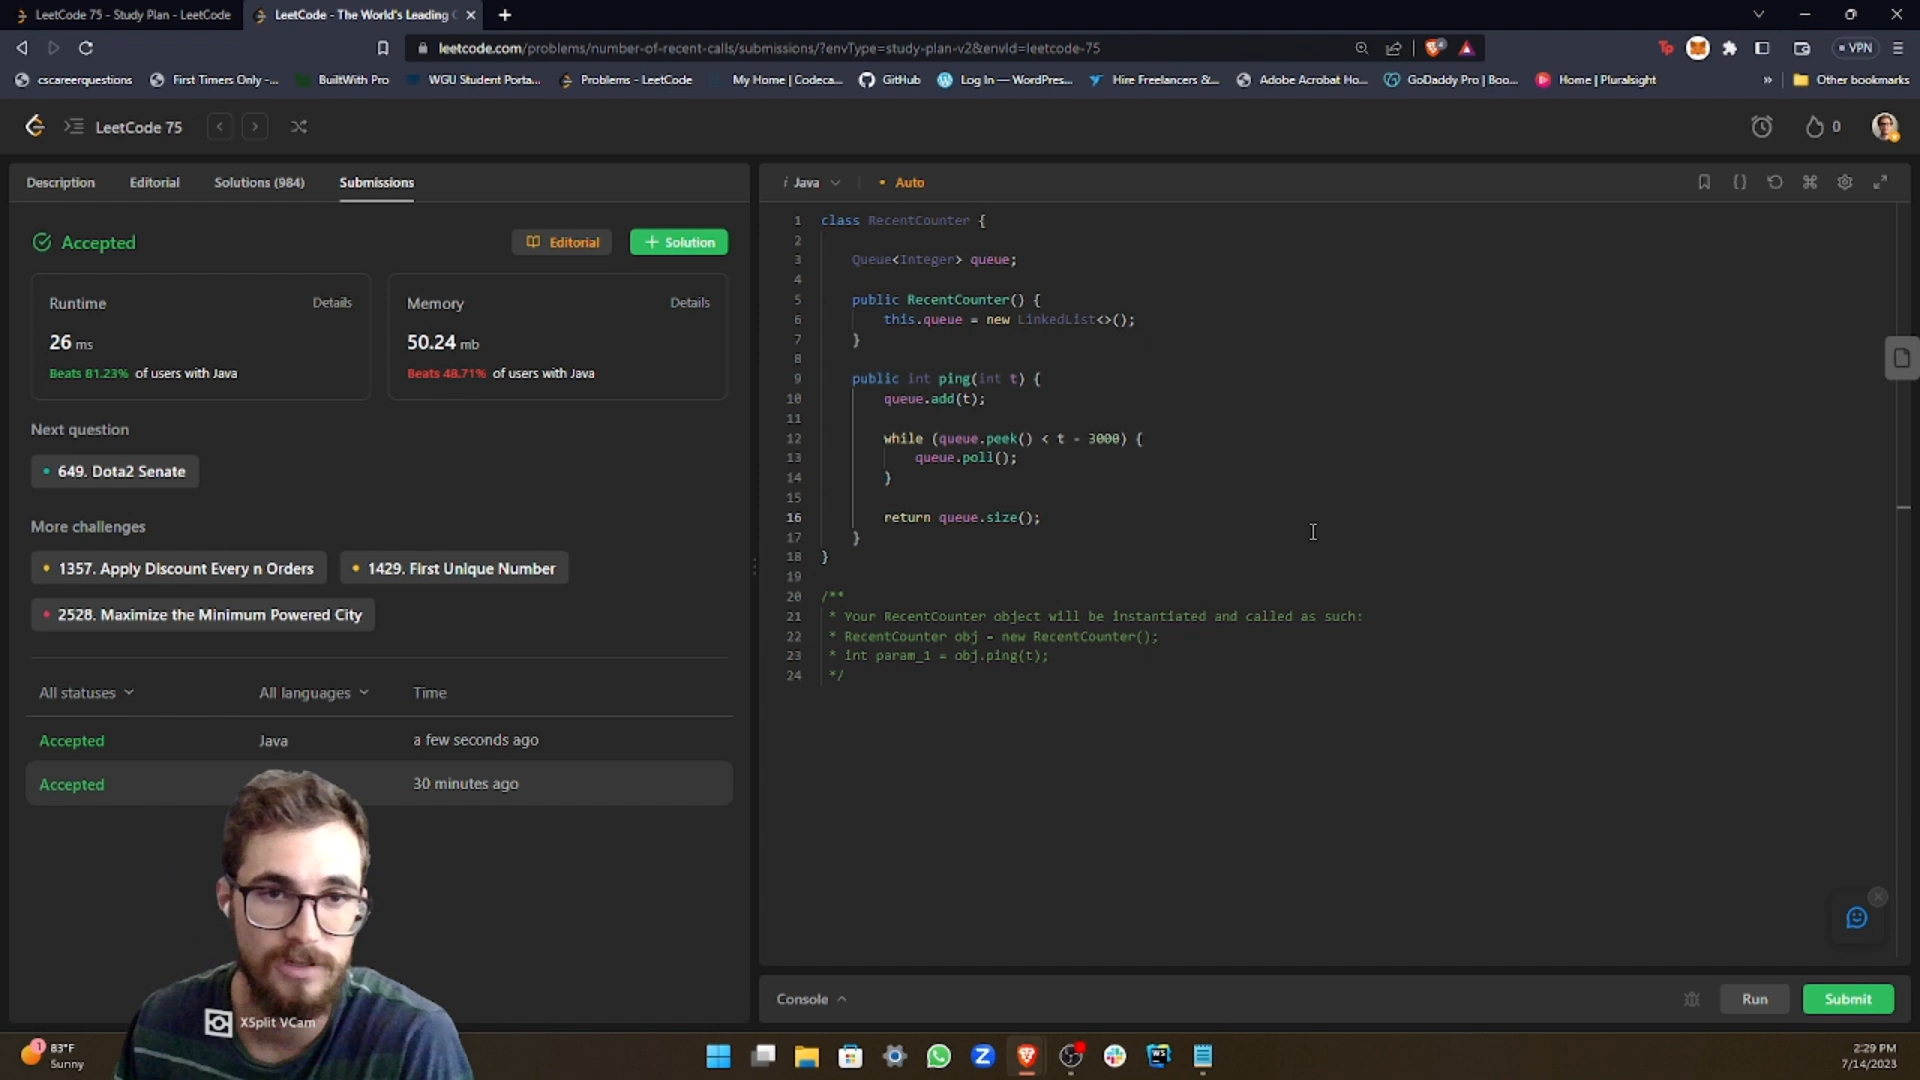 LeetCode 75 - Study Plan - LeetCode
LeetCode - The World's Leading
leetcode.com/problems/number-of-recent-calls/submissions/?envType=study-plan-v2&envId=leetcode-75
VPN
cscareerquestions
First Timers Only -...
BuiltWith Pro
WGU Student Porta...
Problems - LeetCode
My Home | Codeca...
GitHub
Log In — WordPres...
Hire Freelancers &...
Adobe Acrobat Ho...
GoDaddy Pro | Boo...
Home | Pluralsight
Other bookmarks
LeetCode 75
0
Description
Editorial
Solutions (984)
Submissions
Accepted
Editorial
+ Solution
Runtime
Details
26 ms
Beats 81.23% of users with Java
Memory
Details
50.24 mb
Beats 48.71% of users with Java
Next question
649. Dota2 Senate
More challenges
1357. Apply Discount Every n Orders
1429. First Unique Number
2528. Maximize the Minimum Powered City
All statuses
All languages
Time
Accepted
Java
a few seconds ago
Accepted
30 minutes ago
XSplit VCam
i Java
Auto
1 class RecentCounter {
2
3 Queue<Integer> queue;
4
5 public RecentCounter() {
6 this.queue = new LinkedList<>();
7 }
8
9 public int ping(int t) {
10 queue.add(t);
11
12 while (queue.peek() < t - 3000) {
13 queue.poll();
14 }
15
16 return queue.size();
17 }
18 }
19
20 /**
21 * Your RecentCounter object will be instantiated and called as such:
22 * RecentCounter obj = new RecentCounter();
23 * int param_1 = obj.ping(t);
24 */
Console
Run
Submit
1
83°F
Sunny
2:29 PM
7/14/2023